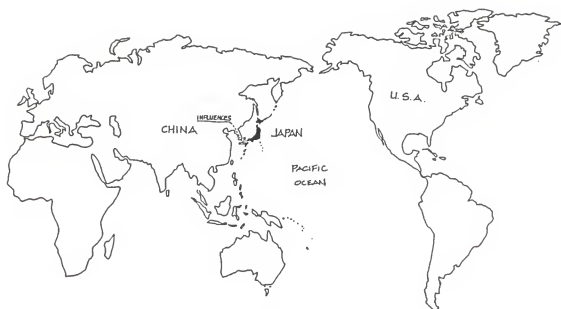 U.S.A.
INFLUENCES
CHINA
JAPAN
PACIFIC
OCEAN